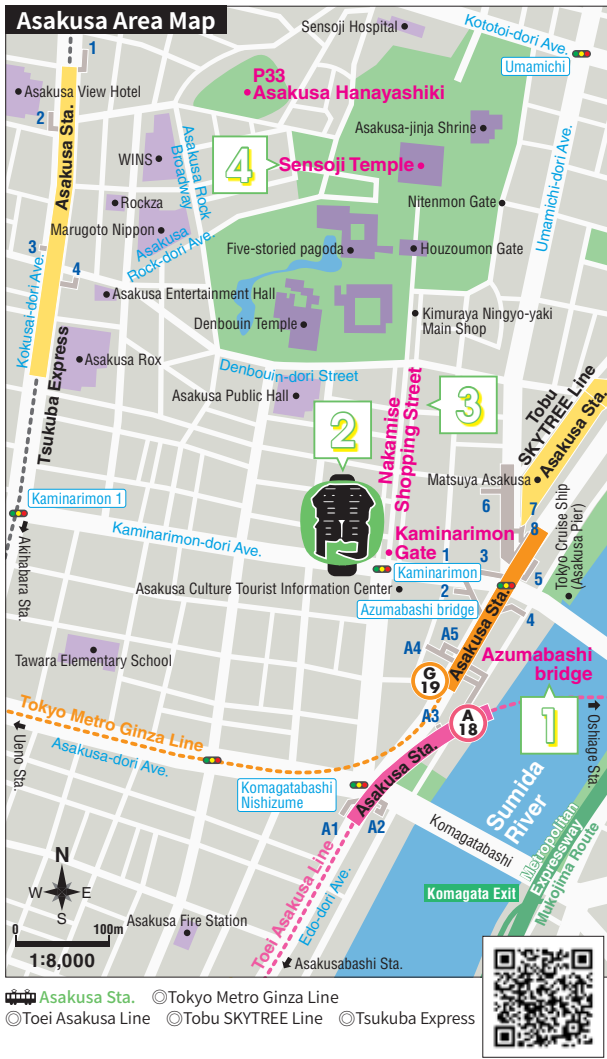 Asakusa Area Map
1
Sensoji Hospital
Kototoi-dori Ave.
Umamichi
P33
Asakusa Hanayashiki
Asakusa View Hotel
2
Asakusa Sta.
Asakusa-jinja Shrine
WINS
Asakusa Rock
Broadway
4
Sensoji Temple
Umamichi-dori Ave.
Rockza
Nitenmon Gate
Marugoto Nippon
Asakusa
Rock-dori Ave.
3
4
Five-storied pagoda
Houzoumon Gate
Kokusai-dori Ave.
Asakusa Entertainment Hall
Denbouin Temple
Kimuraya Ningyo-yaki
Main Shop
Asakusa Rox
Denbouin-dori Street
Tsukuba Express
Asakusa Public Hall
Nakamise
Shopping Street
3
2
Tobu
SKYTREE Line
Asakusa Sta.
Matsuya Asakusa
6
7
8
Kaminarimon 1
Akihabara Sta.
Kaminarimon-dori Ave.
Kaminarimon
Gate
1
3
Kaminarimon
2
5
Tokyo Cruise Ship
(Asakusa Pier)
Asakusa Culture Tourist Information Center
Azumabashi bridge
4
Asakusa Sta.
A5
A4
Tawara Elementary School
G
19
Azumabashi
bridge
A3
A
18
1
Tokyo Metro Ginza Line
Ueno Sta.
Asakusa-dori Ave.
Oshiage Sta.
Asakusa Sta.
Komagatabashi
Nishizume
A1
A2
Sumida
River
Komagatabashi
Metropolitan
Expressway
Mukojima Route
Komagata Exit
Toei Asakusa Line
Edo-dori Ave.
N
W
E
S
Asakusa Fire Station
0
100m
1:8,000
Asakusabashi Sta.
Asakusa Sta. ◎Tokyo Metro Ginza Line
◎Toei Asakusa Line ◎Tobu SKYTREE Line ◎Tsukuba Express